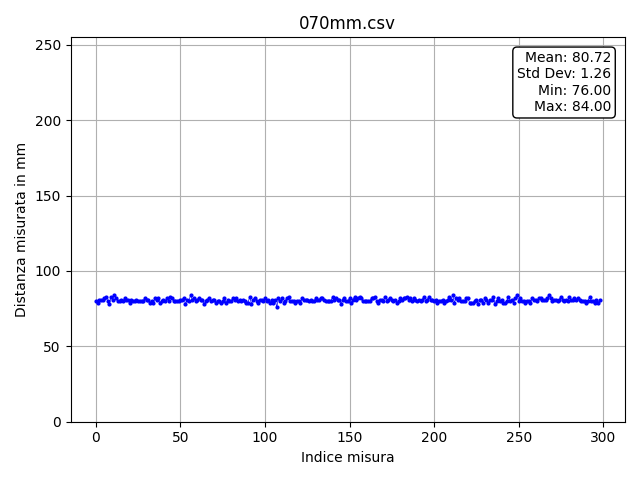 070mm.csv
Mean: 80.72
Std Dev: 1.26
Min: 76.00
Max: 84.00
Distanza misurata in mm
250
200
150
100
50
0
0 50 100 150 200 250 300
Indice misura